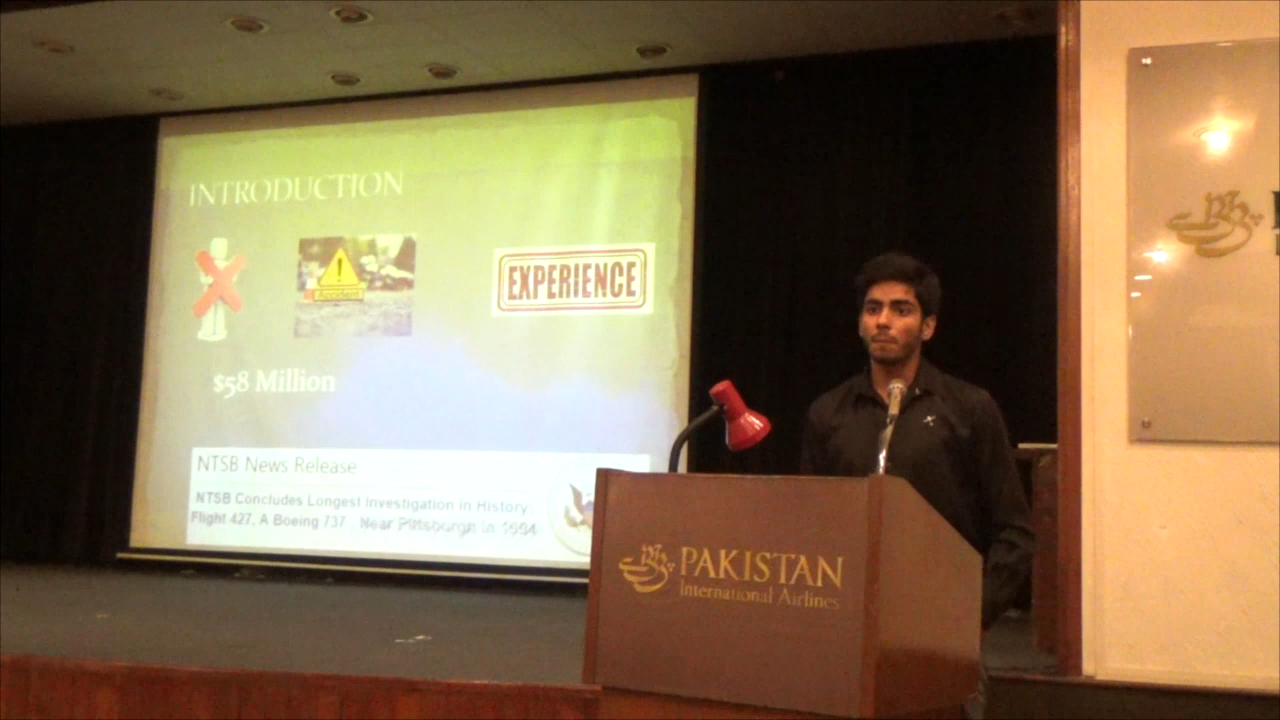 INTRODUCTION
Accident
EXPERIENCE
$58 Million
NTSB News Release
NTSB Concludes Longest Investigation in History
Flight 427, A Boeing 737 Near Pittsburgh in 1994
PAKISTAN
International Airlines